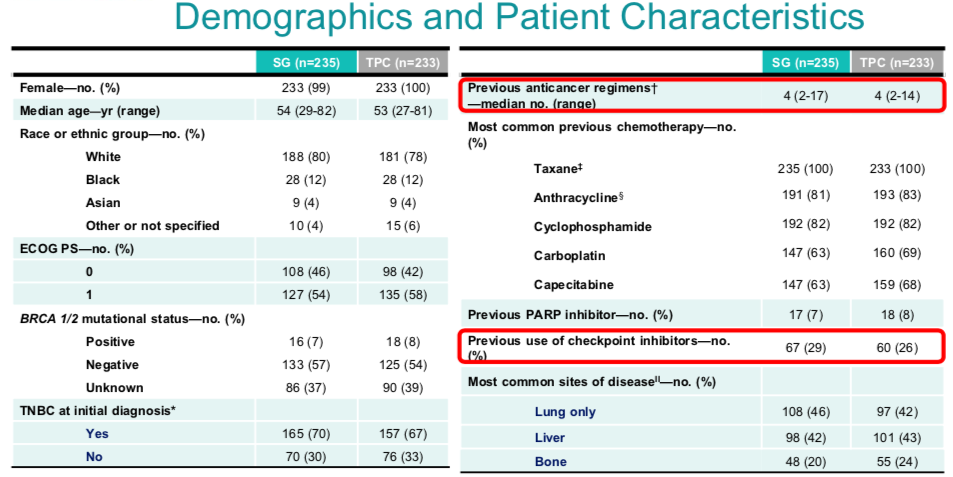 Demographics and Patient Characteristics
SG (n=235) TPC (n=233)
Female—no. (%) 233 (99) 233 (100)
Median age—yr (range) 54 (29-82) 53 (27-81)
Race or ethnic group—no. (%)
White 188 (80) 181 (78)
Black 28 (12) 28 (12)
Asian 9 (4) 9 (4)
Other or not specified 10 (4) 15 (6)
ECOG PS—no. (%)
0 108 (46) 98 (42)
1 127 (54) 135 (58)
BRCA 1/2 mutational status—no. (%)
Positive 16 (7) 18 (8)
Negative 133 (57) 125 (54)
Unknown 86 (37) 90 (39)
TNBC at initial diagnosis*
Yes 165 (70) 157 (67)
No 70 (30) 76 (33)
SG (n=235) TPC (n=233)
Previous anticancer regimens†
—median no. (range) 4 (2-17) 4 (2-14)
Most common previous chemotherapy—no.
(%)
Taxane‡ 235 (100) 233 (100)
Anthracycline§ 191 (81) 193 (83)
Cyclophosphamide 192 (82) 192 (82)
Carboplatin 147 (63) 160 (69)
Capecitabine 147 (63) 159 (68)
Previous PARP inhibitor—no. (%) 17 (7) 18 (8)
Previous use of checkpoint inhibitors—no.
(%) 67 (29) 60 (26)
Most common sites of disease||—no. (%)
Lung only 108 (46) 97 (42)
Liver 98 (42) 101 (43)
Bone 48 (20) 55 (24)